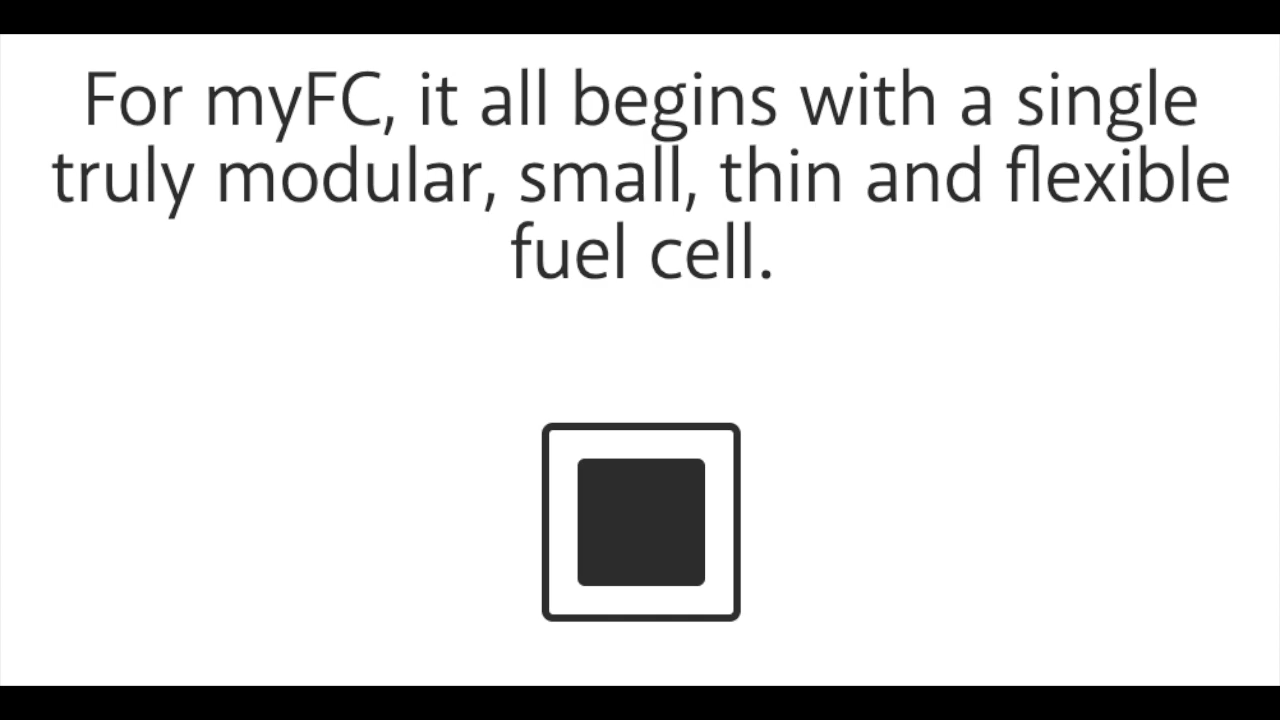 For myFC, it all begins with a single
truly modular, small, thin and flexible
fuel cell.